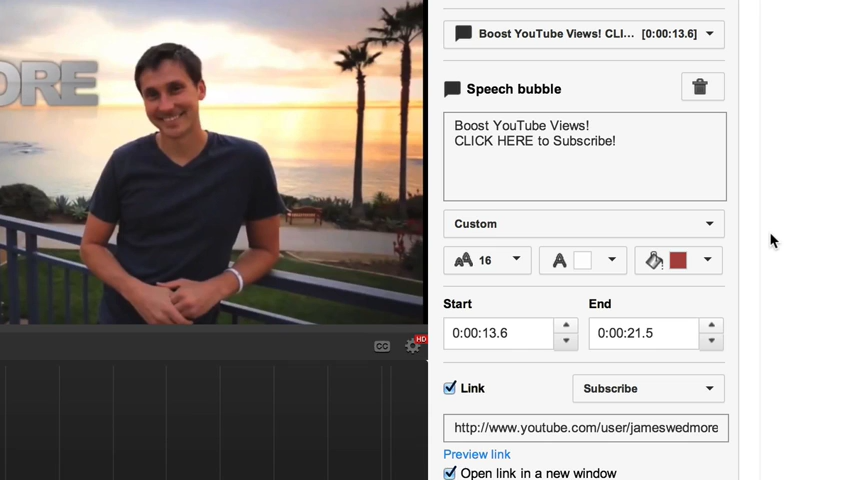 ORE
Boost YouTube Views! CLI... [0:00:13.6]
Speech bubble
Boost YouTube Views!
CLICK HERE to Subscribe!
Custom
AA 16 A
Start End
0:00:13.6 0:00:21.5
Link Subscribe
http://www.youtube.com/user/jameswedmore
Preview link
Open link in a new window
CC HD